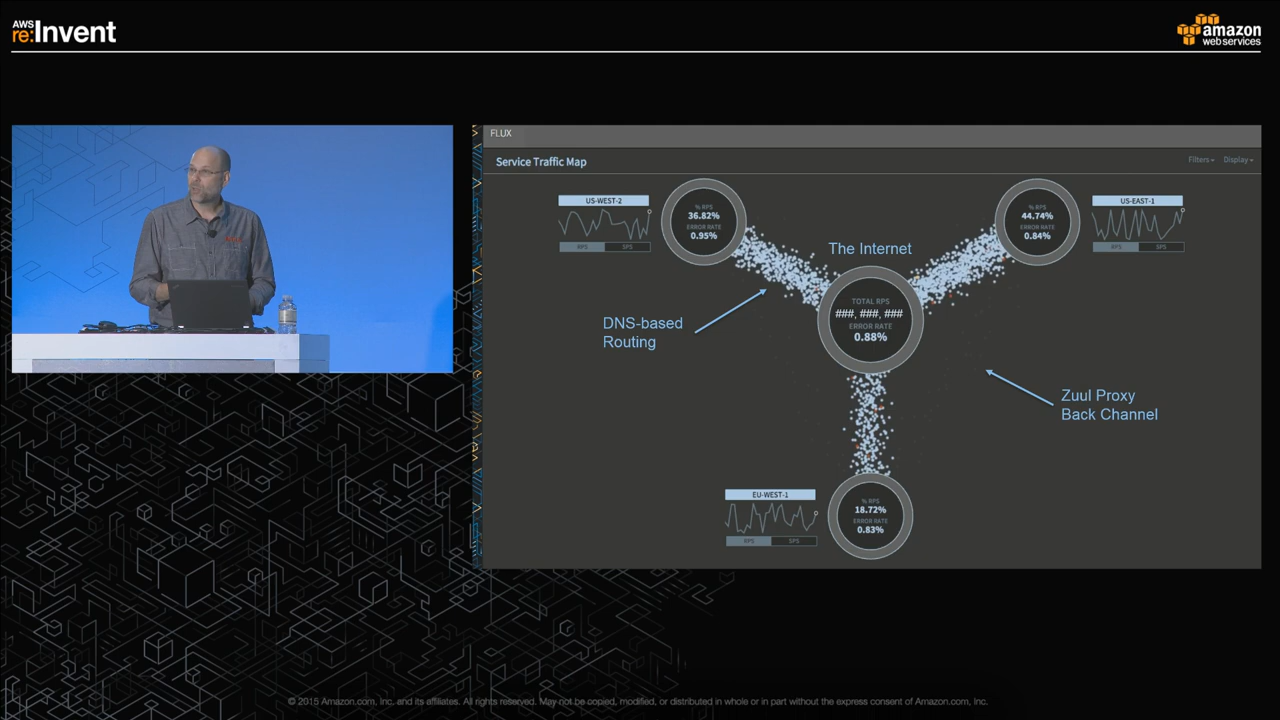 AWS
re:Invent
amazon
web services
FLUX
Service Traffic Map
Filters
Display
US-WEST-2
RPS
SPS
% RPS
36.82%
ERROR RATE
0.95%
% RPS
44.74%
ERROR RATE
0.84%
US-EAST-1
RPS
SPS
The Internet
TOTAL RPS
###, ###, ###
ERROR RATE
0.88%
DNS-based
Routing
Zuul Proxy
Back Channel
EU-WEST-1
RPS
SPS
% RPS
18.72%
ERROR RATE
0.83%
© 2015 Amazon.com, Inc. and its affiliates. All rights reserved. May not be copied, modified, or distributed in whole or in part without the express consent of Amazon.com, Inc.